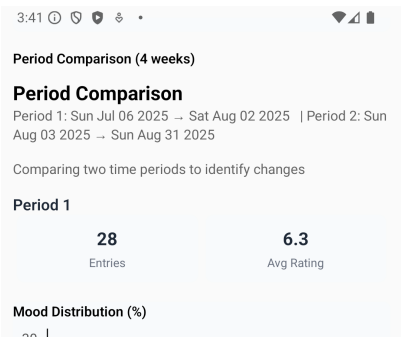 3:41
Period Comparison (4 weeks)
Period Comparison
Period 1: Sun Jul 06 2025 → Sat Aug 02 2025 | Period 2: Sun
Aug 03 2025 → Sun Aug 31 2025
Comparing two time periods to identify changes
Period 1
28 6.3
Entries Avg Rating
Mood Distribution (%)